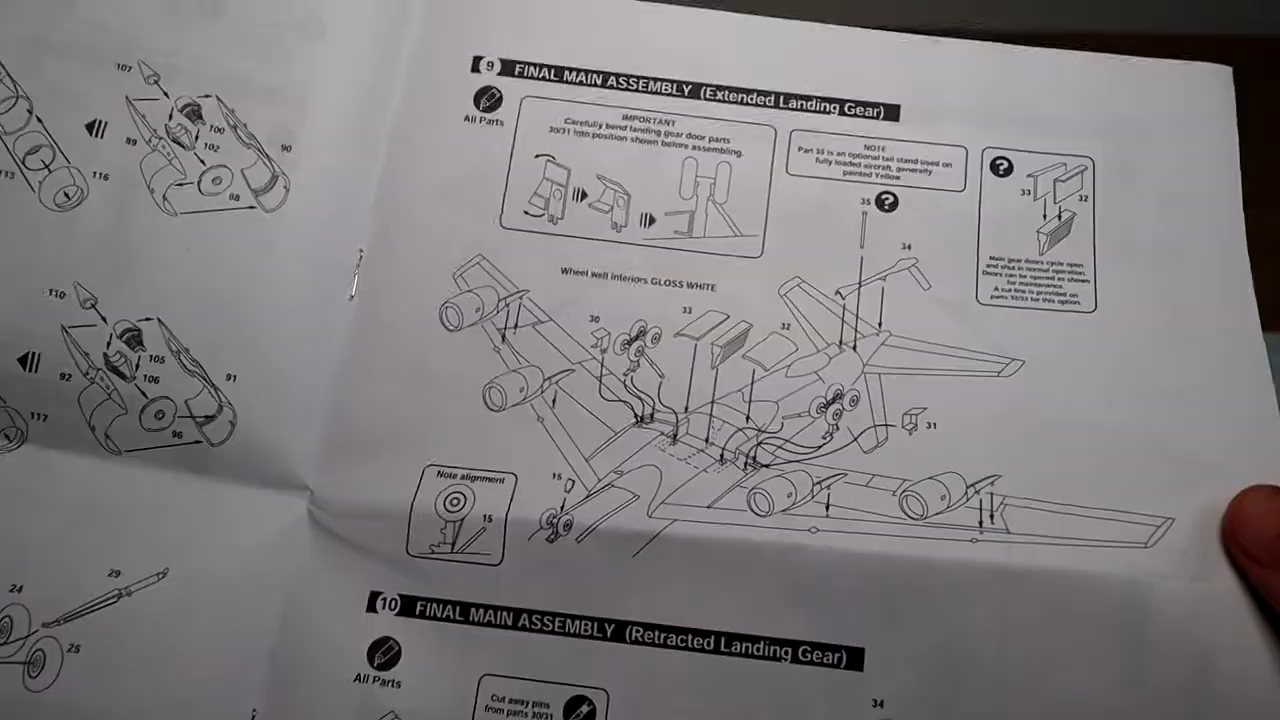 107
100
102
89
90
98
113
116
110
105
106
92
91
96
117
24
29
25
9 FINAL MAIN ASSEMBLY (Extended Landing Gear)
All Parts
IMPORTANT
Carefully bend landing gear door parts
30/31 into position shown before assembling.
NOTE
Part 35 is an optional tail stand used on
fully loaded aircraft, generally
painted Yellow
?
33
32
Main gear doors cycle open
and shut in normal operation.
Doors can be opened as shown
for maintenance.
A cut line is provided on
parts 32/33 for this option.
35 ?
34
Wheel well interiors GLOSS WHITE
30
33
32
31
15
Note alignment
15
10 FINAL MAIN ASSEMBLY (Retracted Landing Gear)
All Parts
Cut away pins
from parts 30/31
34